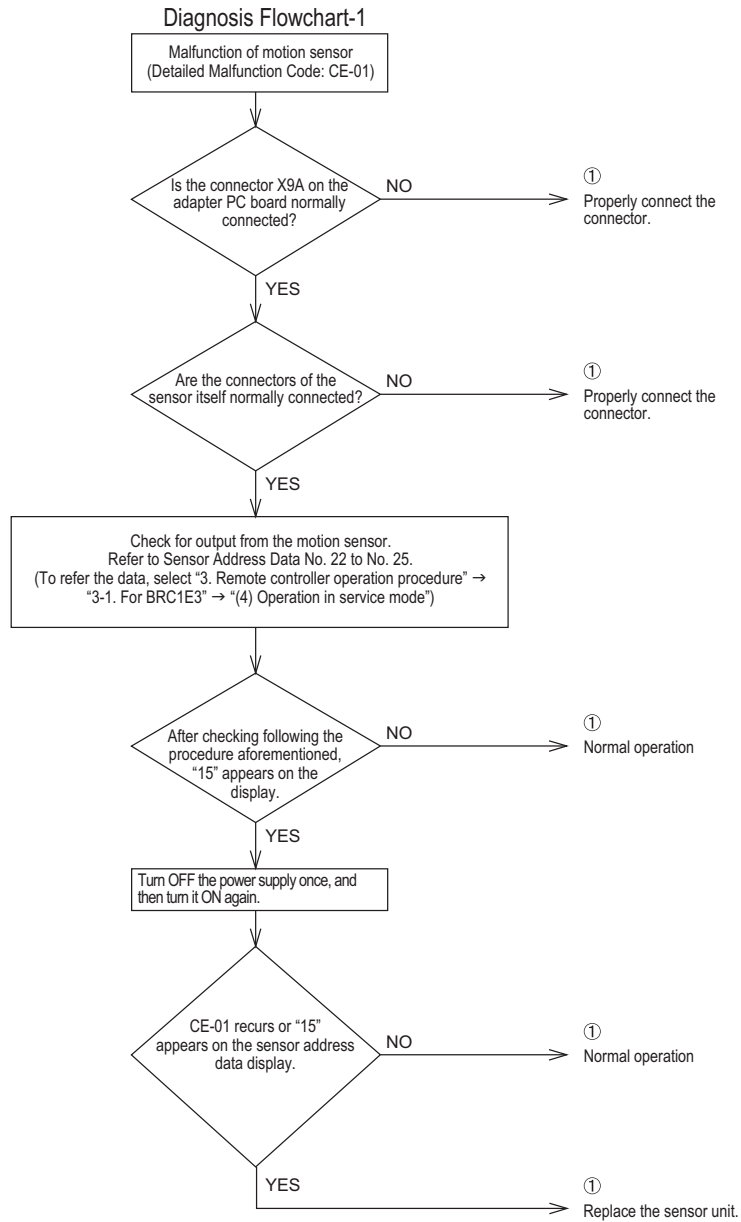 Diagnosis Flowchart-1
Malfunction of motion sensor
(Detailed Malfunction Code: CE-01)
Is the connector X9A on the
adapter PC board normally
connected?
NO
①
Properly connect the
connector.
YES
Are the connectors of the
sensor itself normally connected?
NO
①
Properly connect the
connector.
YES
Check for output from the motion sensor.
Refer to Sensor Address Data No. 22 to No. 25.
(To refer the data, select “3. Remote controller operation procedure” →
“3-1. For BRC1E3” → “(4) Operation in service mode”)
After checking following the
procedure aforementioned,
“15” appears on the
display.
NO
①
Normal operation
YES
Turn OFF the power supply once, and
then turn it ON again.
CE-01 recurs or “15”
appears on the sensor address
data display.
NO
①
Normal operation
YES
①
Replace the sensor unit.